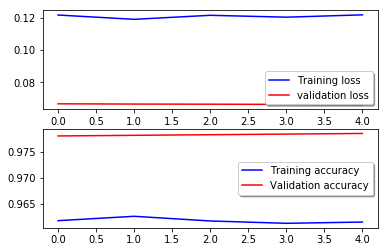 0.12
0.10
0.08
Training loss
validation loss
0.0 0.5 1.0 1.5 2.0 2.5 3.0 3.5 4.0
0.975
0.970
0.965
Training accuracy
Validation accuracy
0.0 0.5 1.0 1.5 2.0 2.5 3.0 3.5 4.0